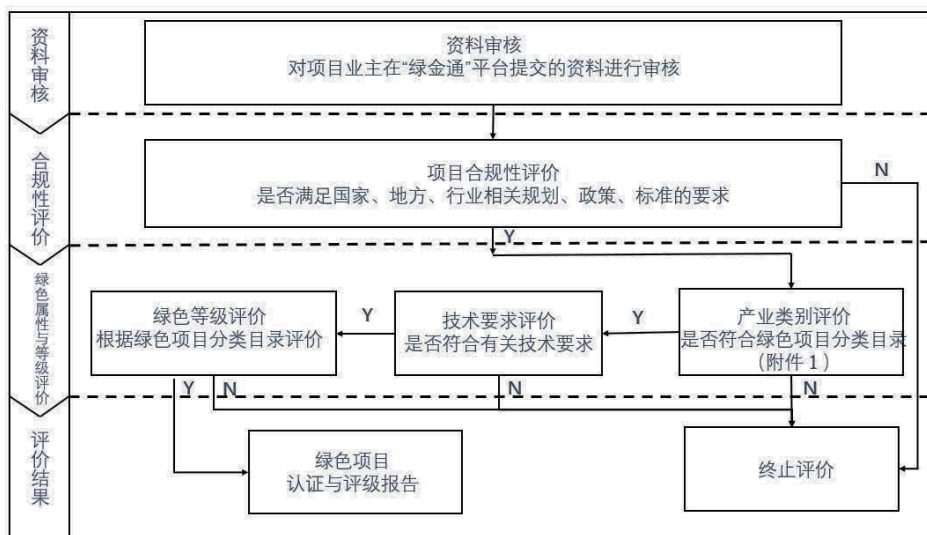 资料审核
资料审核
对项目业主在“绿金通”平台提交的资料进行审核
合规性评价
项目合规性评价
是否满足国家、地方、行业相关规划、政策、标准的要求
N
Y
绿色属性与等级评价
绿色等级评价
根据绿色项目分类目录评价
Y
技术要求评价
是否符合有关技术要求
Y
产业类别评价
是否符合绿色项目分类目录
（附件 1 ）
Y
N
N
N
评价结果
绿色项目
认证与评级报告
终止评价